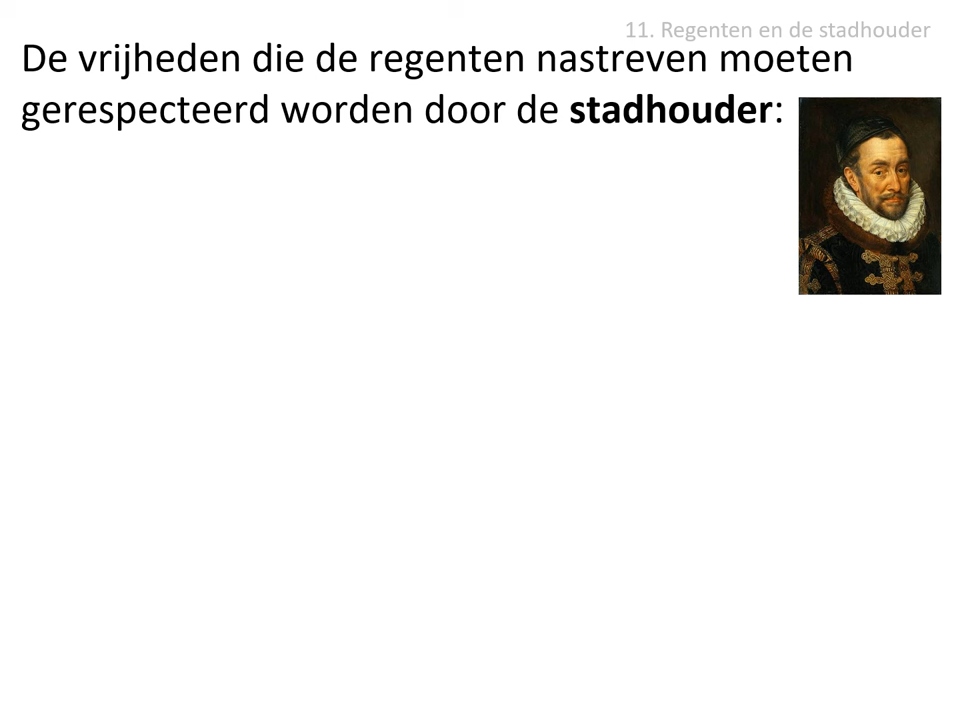 11. Regenten en de stadhouder
De vrijheden die de regenten nastreven moeten
gerespecteerd worden door de stadhouder: